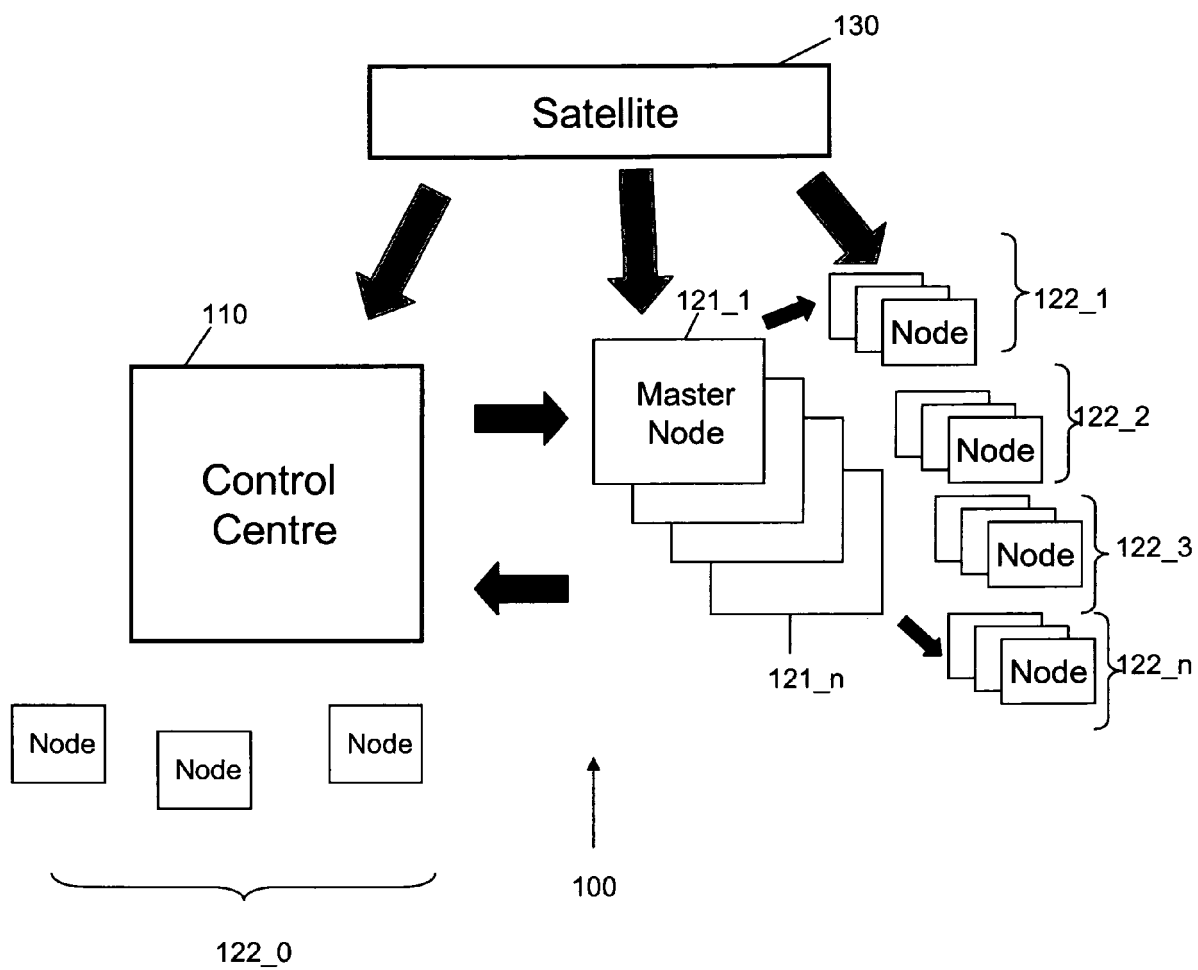 130
Satellite
110
121_1
122_1
Node
Master
Node
122_2
Node
Control
Centre
122_3
Node
122_n
Node
121_n
Node
Node
Node
100
122_0